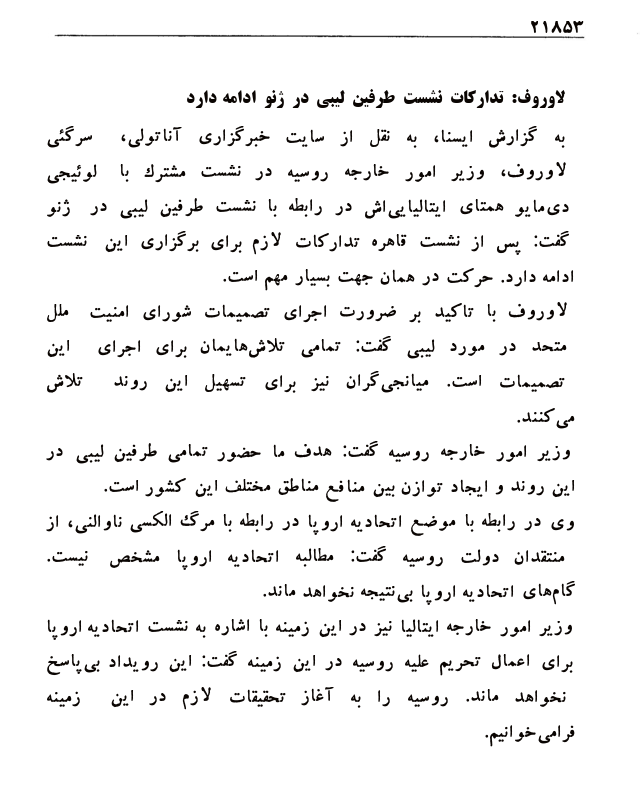 ۲۱۸۵۳
لاوروف: تدارکات نشست طرفین لیبی در ژنو ادامه دارد
به گزارش ایسنا، به نقل از سایت خبرگزاری آناتولی، سرگئی
لاوروف، وزیر امور خارجه روسیه در نشست مشترك با لوئیجی
دی‌مایو همتای ایتالیایی‌اش در رابطه با نشست طرفین لیبی در ژنو
گفت: پس از نشست قاهره تدارکات لازم برای برگزاری این نشست
ادامه دارد. حرکت در همان جهت بسیار مهم است.
لاوروف با تاکید بر ضرورت اجرای تصمیمات شورای امنیت ملل
متحد در مورد لیبی گفت: تمامی تلاش‌هایمان برای اجرای این
تصمیمات است. میانجی‌گران نیز برای تسهیل این روند تلاش
می‌کنند.
وزیر امور خارجه روسیه گفت: هدف ما حضور تمامی طرفین لیبی در
این روند و ایجاد توازن بین منافع مناطق مختلف این کشور است.
وی در رابطه با موضع اتحادیه اروپا در رابطه با مرگ الکسی ناوالنی، از
منتقدان دولت روسیه گفت: مطالبه اتحادیه اروپا مشخص نیست.
گام‌های اتحادیه اروپا بی‌نتیجه نخواهد ماند.
وزیر امور خارجه ایتالیا نیز در این زمینه با اشاره به نشست اتحادیه اروپا
برای اعمال تحریم علیه روسیه در این زمینه گفت: این رویداد بی‌پاسخ
نخواهد ماند. روسیه را به آغاز تحقیقات لازم در این زمینه
فرامی‌خوانیم.